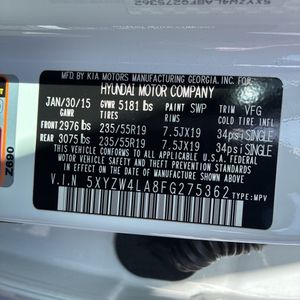 MFD. BY KIA MOTORS MANUFACTURING GEORGIA, INC. FOR
HYUNDAI MOTOR COMPANY
JAN/30/15 GVWR 5181 lbs PAINT SWP TRIM VFG
GAWR TIRES RIMS COLD TIRE
FRONT 2976 lbs 235/55R19 7.5JX19 34psi SINGLE
REAR 3075 lbs 235/55R19 7.5JX19 34psi SINGLE
THIS VEHICLE CONFORMS TO ALL APPLICABLE U.S.A. FEDERAL
MOTOR VEHICLE SAFETY AND THEFT PREVENTION STANDARDS
IN EFFECT ON THE DATE OF MANUFACTURE SHOWN ABOVE.
V.I.N 5XYZW4LA8FG275362
TYPE:MPV
Z690